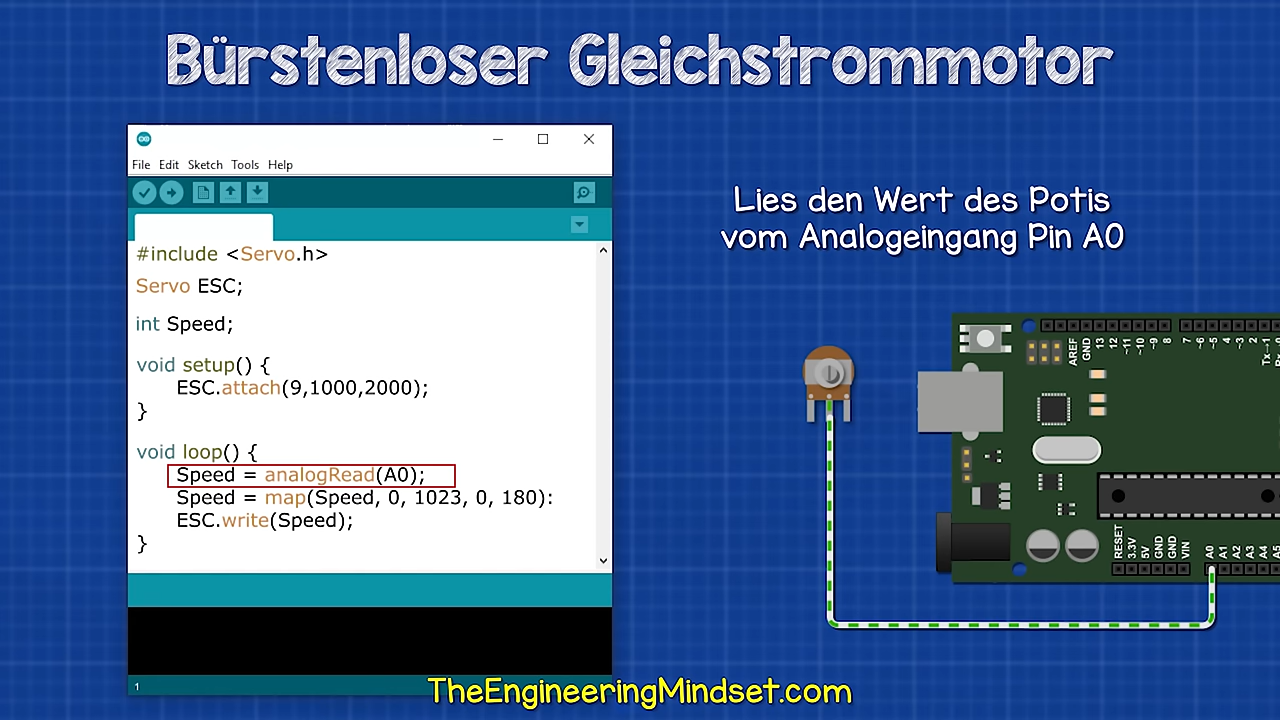 Bürstenloser Gleichstrommotor
File Edit Sketch Tools Help
#include <Servo.h>
Servo ESC;
int Speed;
void setup() {
ESC.attach(9,1000,2000);
}
void loop() {
Speed = analogRead(A0);
Speed = map(Speed, 0, 1023, 0, 180):
ESC.write(Speed);
}
1
Lies den Wert des Potis
vom Analogeingang Pin A0
AREF
GND
13
12
~11
~10
~9
8
7
~6
~5
4
~3
2
Tx→1
RESET
3.3V
5V
GND
GND
VIN
A0
A1
A2
A3
A4
A5
TheEngineeringMindset.com